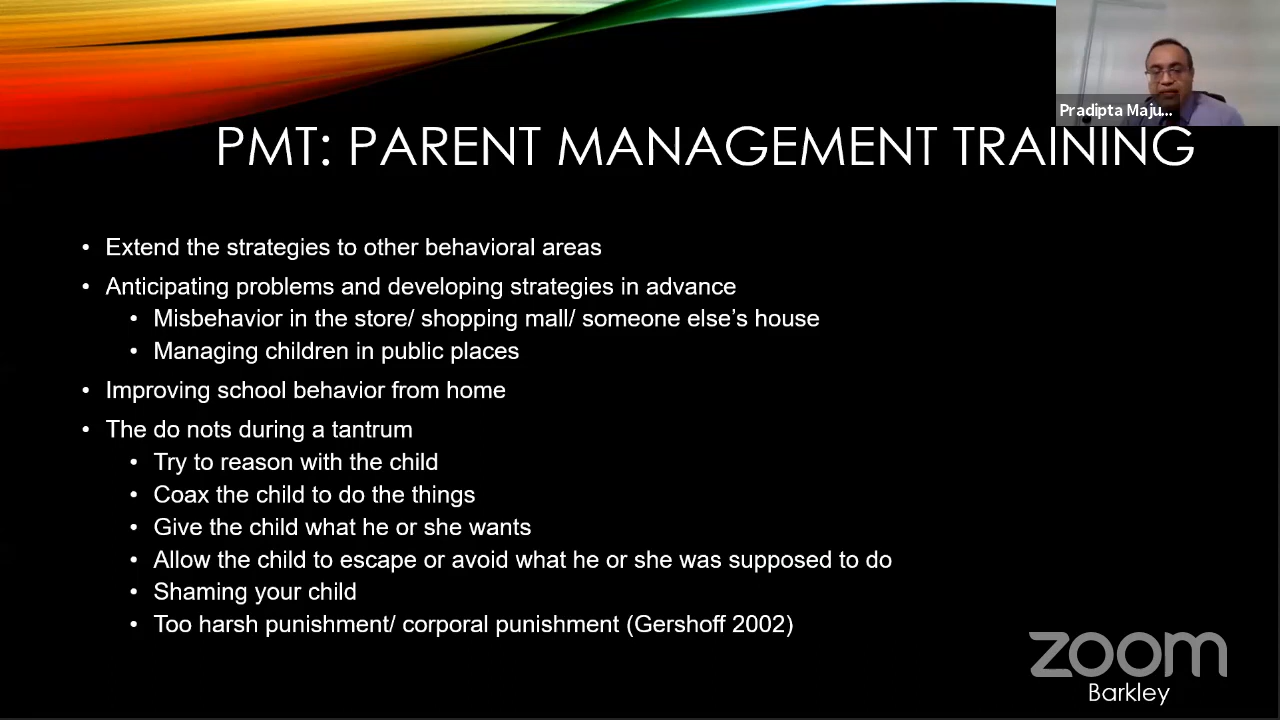 Pradipta Maju...
PMT: PARENT MANAGEMENT TRAINING
• Extend the strategies to other behavioral areas
• Anticipating problems and developing strategies in advance
• Misbehavior in the store/ shopping mall/ someone else’s house
• Managing children in public places
• Improving school behavior from home
• The do nots during a tantrum
• Try to reason with the child
• Coax the child to do the things
• Give the child what he or she wants
• Allow the child to escape or avoid what he or she was supposed to do
• Shaming your child
• Too harsh punishment/ corporal punishment (Gershoff 2002)
zoom
Barkley